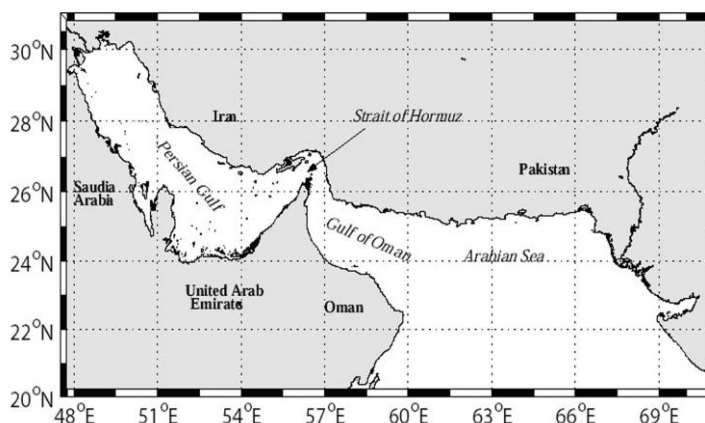 30°N
28°N
26°N
24°N
22°N
20°N
Iran
Strait of Hormuz
Pakistan
Persian Gulf
Saudia
Arabia
Gulf of Oman
Arabian Sea
United Arab
Emirate
Oman
48°E 51°E 54°E 57°E 60°E 63°E 66°E 69°E